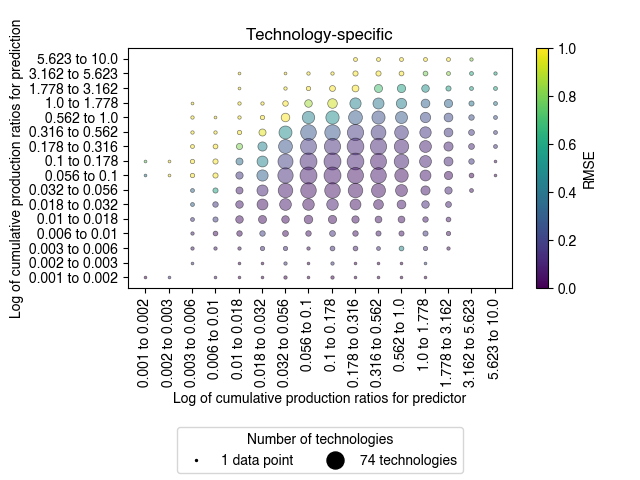 Technology-specific
Log of cumulative production ratios for prediction
5.623 to 10.0
3.162 to 5.623
1.778 to 3.162
1.0 to 1.778
0.562 to 1.0
0.316 to 0.562
0.178 to 0.316
0.1 to 0.178
0.056 to 0.1
0.032 to 0.056
0.018 to 0.032
0.01 to 0.018
0.006 to 0.01
0.003 to 0.006
0.002 to 0.003
0.001 to 0.002
0.001 to 0.002
0.002 to 0.003
0.003 to 0.006
0.006 to 0.01
0.01 to 0.018
0.018 to 0.032
0.032 to 0.056
0.056 to 0.1
0.1 to 0.178
0.178 to 0.316
0.316 to 0.562
0.562 to 1.0
1.0 to 1.778
1.778 to 3.162
3.162 to 5.623
5.623 to 10.0
Log of cumulative production ratios for predictor
1.0
0.8
0.6
0.4
0.2
0.0
RMSE
Number of technologies
1 data point
74 technologies